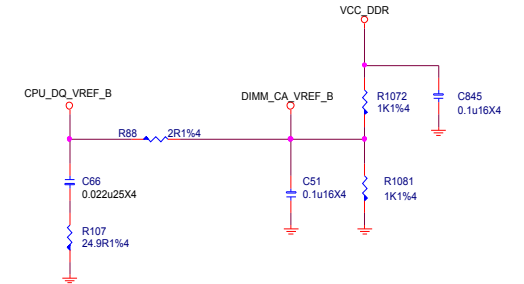 VCC_DDR
CPU_DQ_VREF_B
DIMM_CA_VREF_B
R1072
1K1%4
C845
0.1u16X4
R88 2R1%4
C66
0.022u25X4
C51
0.1u16X4
R1081
1K1%4
R107
24.9R1%4